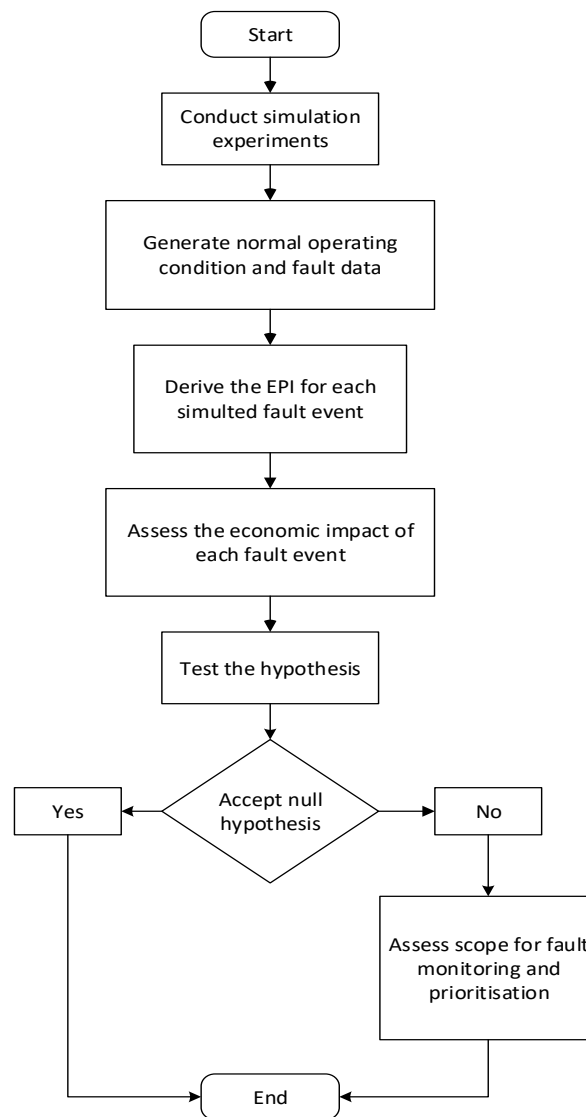 Start
Conduct simulation
experiments
Generate normal operating
condition and fault data
Derive the EPI for each
simulted fault event
Assess the economic impact of
each fault event
Test the hypothesis
Accept null
hypothesis
Yes
No
Assess scope for fault
monitoring and
prioritisation
End